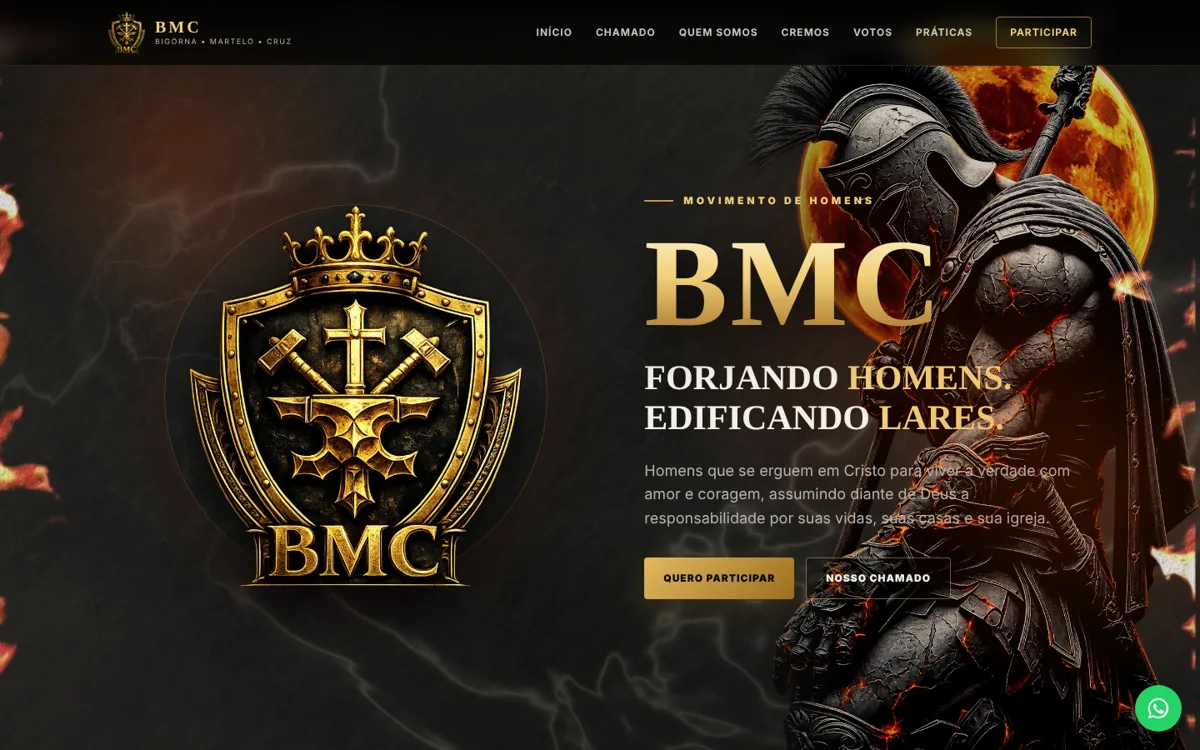 BMC
BIGORNA • MARTELO • CRUZ
INÍCIO CHAMADO QUEM SOMOS CREMOS VOTOS PRÁTICAS PARTICIPAR
BMC
BMC
MOVIMENTO DE HOMENS
BMC
FORJANDO HOMENS.
EDIFICANDO LARES.
Homens que se erguem em Cristo para viver a verdade com
amor e coragem, assumindo diante de Deus a
responsabilidade por suas vidas, suas casas e sua igreja.
QUERO PARTICIPAR NOSSO CHAMADO